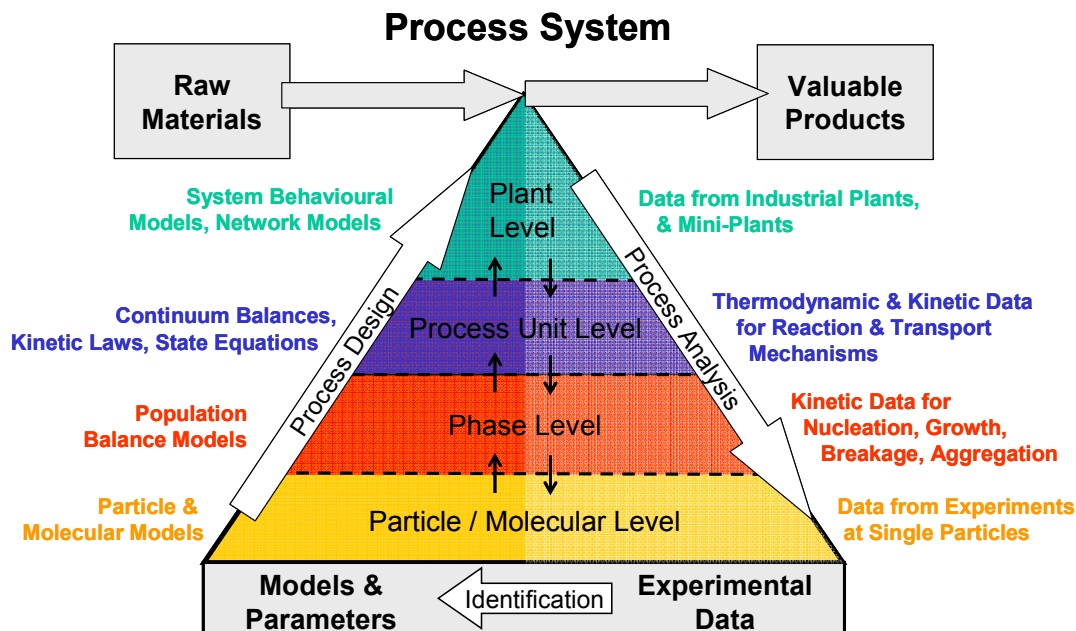 Process System
Raw
Materials
Valuable
Products
System Behavioural
Models, Network Models
Plant
Level
Data from Industrial Plants,
& Mini-Plants
Process Design
Process Analysis
Continuum Balances,
Kinetic Laws, State Equations
Process Unit Level
Thermodynamic & Kinetic Data
for Reaction & Transport
Mechanisms
Population
Balance Models
Phase Level
Kinetic Data for
Nucleation, Growth,
Breakage, Aggregation
Particle &
Molecular Models
Particle / Molecular Level
Data from Experiments
at Single Particles
Models &
Parameters
Identification
Experimental
Data